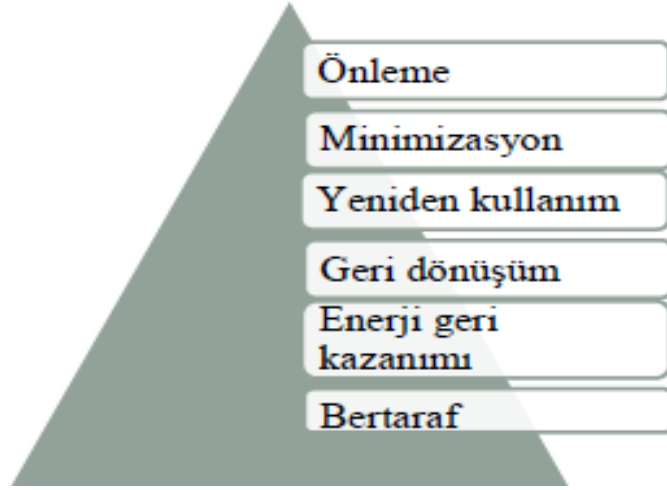 Önleme
Minimizasyon
Yeniden kullanım
Geri dönüşüm
Enerji geri
kazanımı
Bertaraf